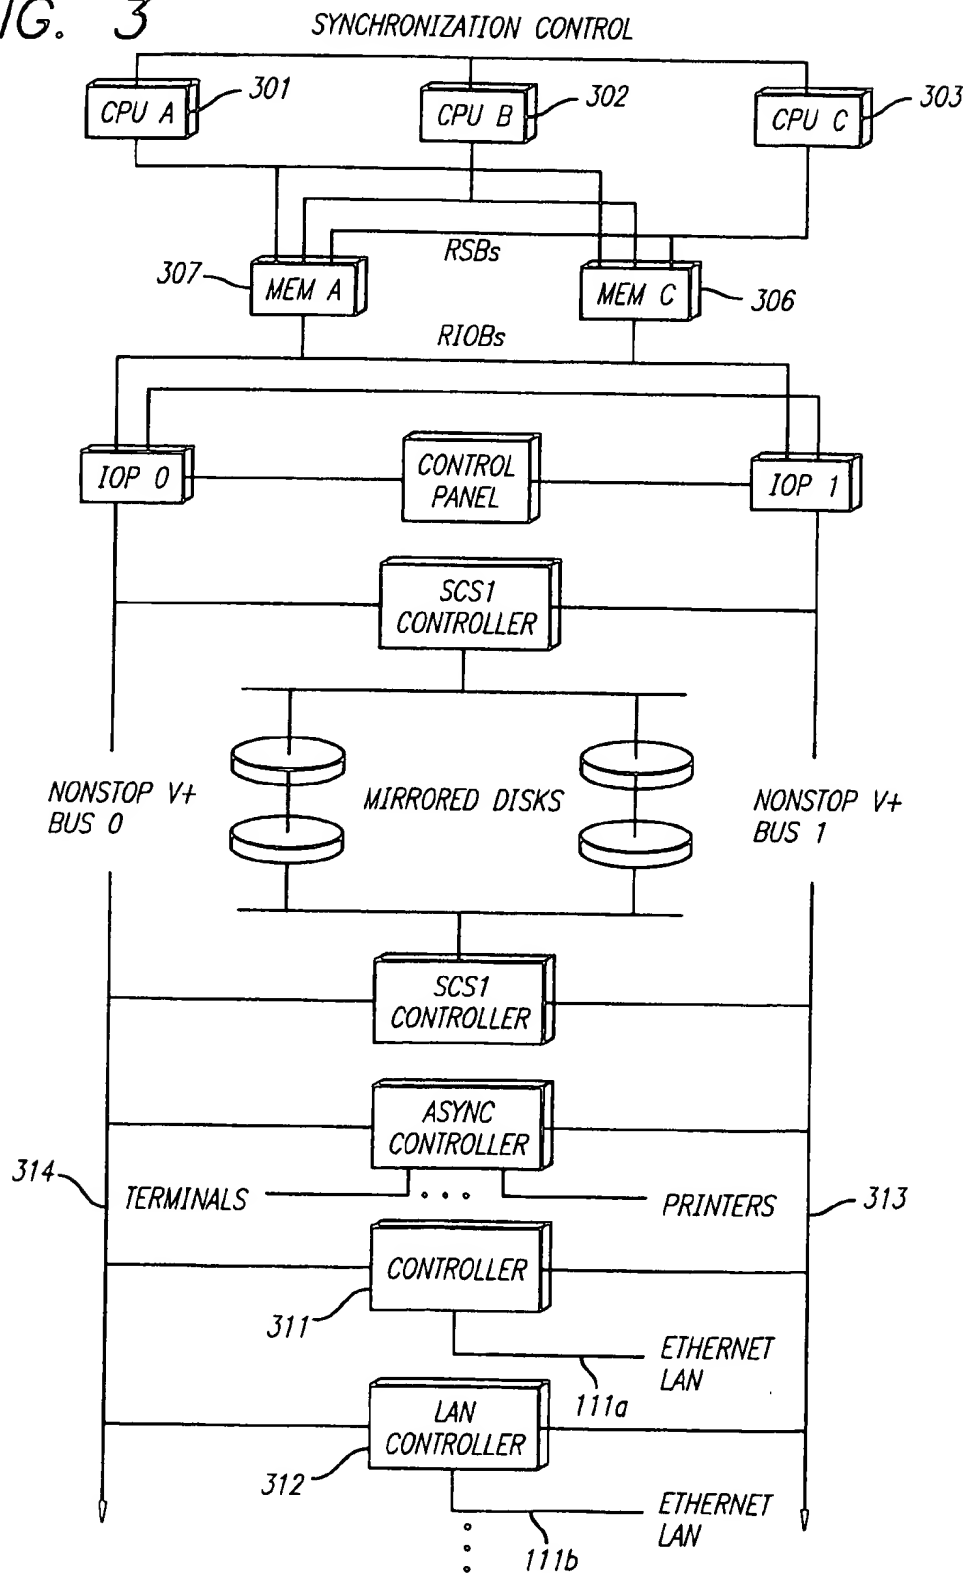 IG. 3
SYNCHRONIZATION CONTROL
CPU A
301
CPU B
302
CPU C
303
RSBs
307
MEM A
MEM C
306
RIOBs
IOP 0
CONTROL
PANEL
IOP 1
SCS1
CONTROLLER
NONSTOP V+
BUS 0
MIRRORED DISKS
NONSTOP V+
BUS 1
SCS1
CONTROLLER
ASYNC
CONTROLLER
314
TERMINALS
PRINTERS
313
CONTROLLER
311
ETHERNET
LAN
111a
LAN
CONTROLLER
312
ETHERNET
LAN
111b